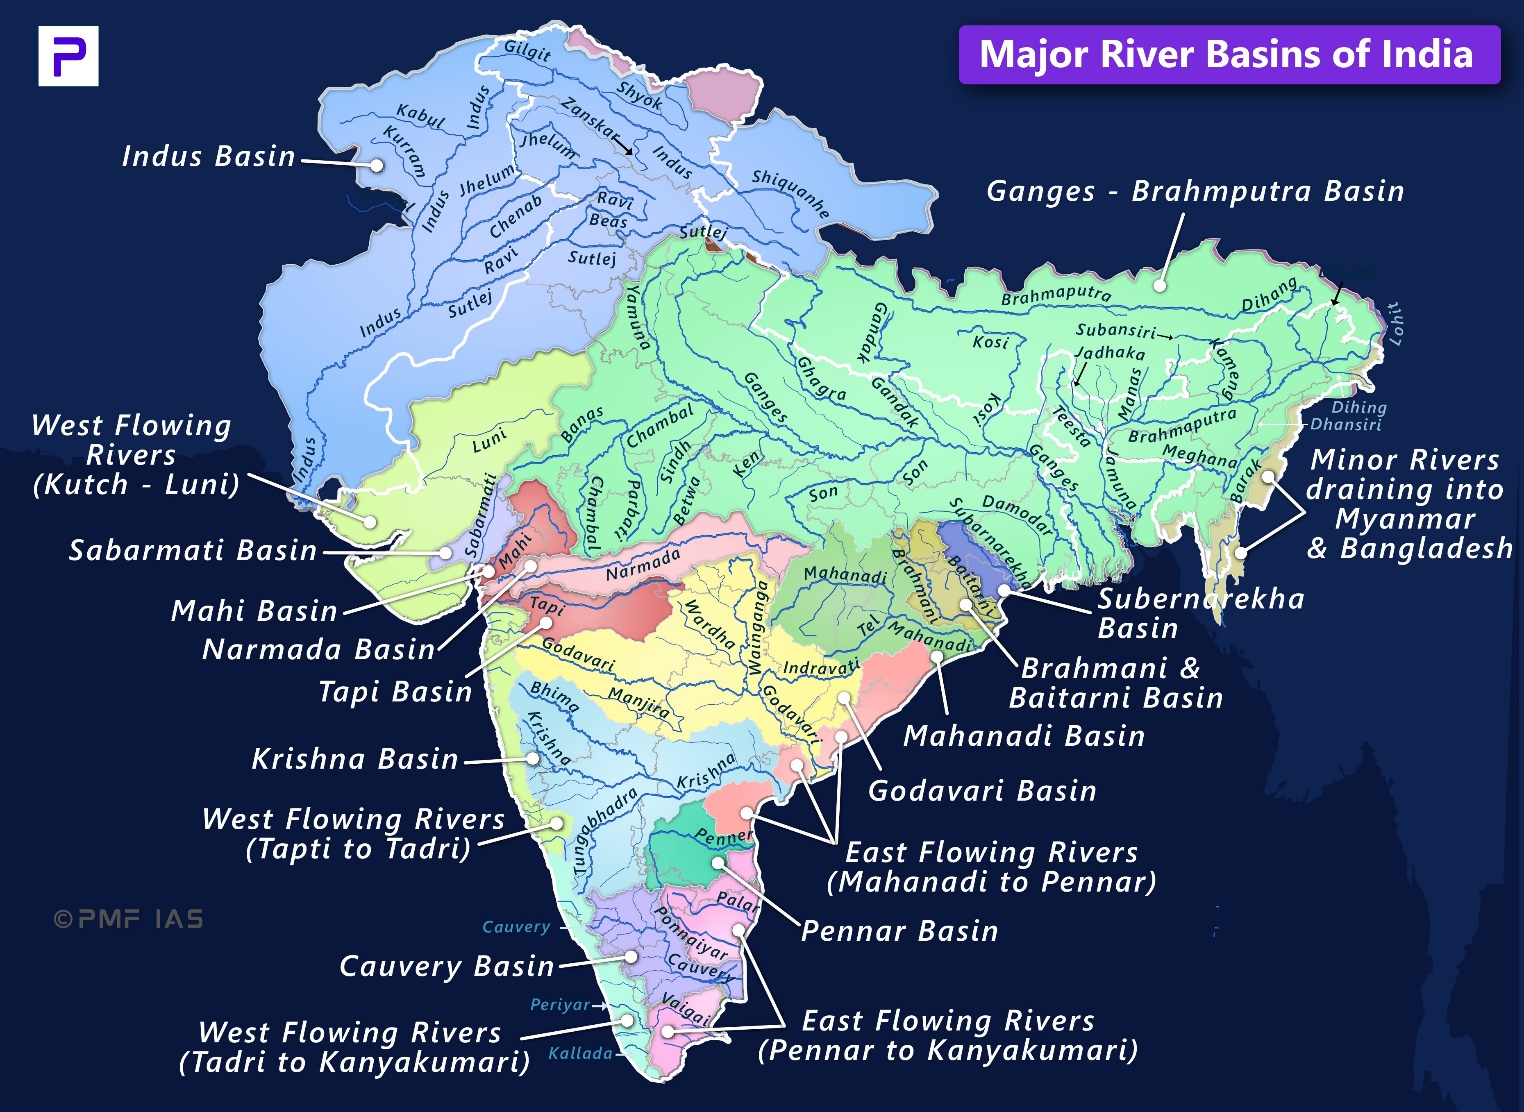 P
Major River Basins of India
Gilgit
Shyok
Kabul
Indus
Zanskar
Kurram
Jhelum
Indus
Indus Basin
Jhelum
Shiquanhe
Indus
Chenab
Ravi
Beas
Sutlej
Ravi
Sutlej
Sutlej
Indus
Ganges - Brahmputra Basin
Brahmaputra
Dihang
Lohit
Yamuna
Gandak
Kosi
Subansiri
Jadhaka
Kameng
Manas
Ghagra
Ganges
Gandak
Kosi
Teesta
Dihing
Dhansiri
Brahmaputra
West Flowing
Rivers
(Kutch - Luni)
Luni
Banas
Chambal
Sindh
Ken
Son
Son
Ganges
Jamuna
Meghana
Barak
Minor Rivers
draining into
Myanmar
& Bangladesh
Indus
Chambal
Parbati
Betwa
Damodar
Subarnarekha
Sabarmati
Sabarmati Basin
Mahi
Narmada
Mahanadi
Brahmani
Baitarni
Subernarekha
Basin
Mahi Basin
Tapi
Wardha
Wainganga
Tel
Mahanadi
Narmada Basin
Godavari
Indravati
Brahmani &
Baitarni Basin
Tapi Basin
Bhima
Manjira
Godavari
Mahanadi Basin
Krishna
Krishna Basin
Krishna
Godavari Basin
West Flowing Rivers
(Tapti to Tadri)
Tungabhadra
Penner
East Flowing Rivers
(Mahanadi to Pennar)
©PMF IAS
Palar
Cauvery
Ponnaiyar
Pennar Basin
Cauvery Basin
Cauvery
Periyar
Vaigai
West Flowing Rivers
(Tadri to Kanyakumari)
Kallada
East Flowing Rivers
(Pennar to Kanyakumari)